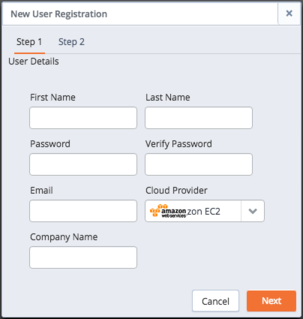 New User Registration
Step 1 Step 2
User Details
First Name Last Name
Password Verify Password
Email Cloud Provider
amazon web services zon EC2
Company Name
Cancel Next